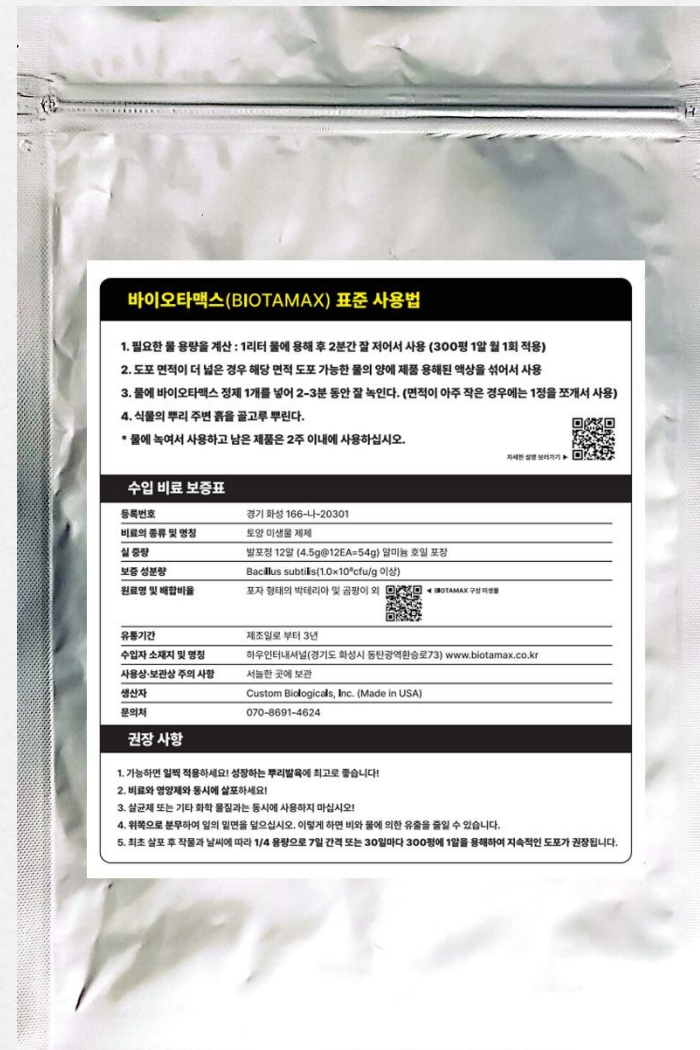 바이오타맥스(BIOTAMAX) 표준 사용법
1. 필요한 물 용량을 계산 : 1리터 물에 용해 후 2분간 잘 저어서 사용 (300평 1알 월 1회 적용)
2. 도포 면적이 더 넓은 경우 해당 면적 도포 가능한 물의 양에 제품 용해된 액상을 섞어서 사용
3. 물에 바이오타맥스 정제 1개를 넣어 2-3분 동안 잘 녹인다. (면적이 아주 작은 경우에는 1정을 쪼개서 사용)
4. 식물의 뿌리 주변 흙을 골고루 뿌린다.
* 물에 녹여서 사용하고 남은 제품은 2주 이내에 사용하십시오.
자세한 설명 보러가기 ▶
수입 비료 보증표
등록번호 경기 화성 166-나-20301
비료의 종류 및 명칭 토양 미생물 제제
실 중량 발포정 12알 (4.5g@12EA=54g) 알미늄 호일 포장
보증 성분량 Bacillus subtilis(1.0×10⁸cfu/g 이상)
원료명 및 배합비율 포자 형태의 박테리아 및 곰팡이 외 ◀ BIOTAMAX 구성 미생물
유통기간 제조일로 부터 3년
수입자 소재지 및 명칭 하우인터내셔널(경기도 화성시 동탄광역환승로73) www.biotamax.co.kr
사용상·보관상 주의 사항 서늘한 곳에 보관
생산자 Custom Biologicals, Inc. (Made in USA)
문의처 070-8691-4624
권장 사항
1. 가능하면 일찍 적용하세요! 성장하는 뿌리발육에 최고로 좋습니다!
2. 비료와 영양제와 동시에 살포하세요!
3. 살균제 또는 기타 화학 물질과는 동시에 사용하지 마십시오!
4. 위쪽으로 분무하여 잎의 밑면을 덮으십시오. 이렇게 하면 비와 물에 의한 유출을 줄일 수 있습니다.
5. 최초 살포 후 작물과 날씨에 따라 1/4 용량으로 7일 간격 또는 30일마다 300평에 1알을 용해하여 지속적인 도포가 권장됩니다.